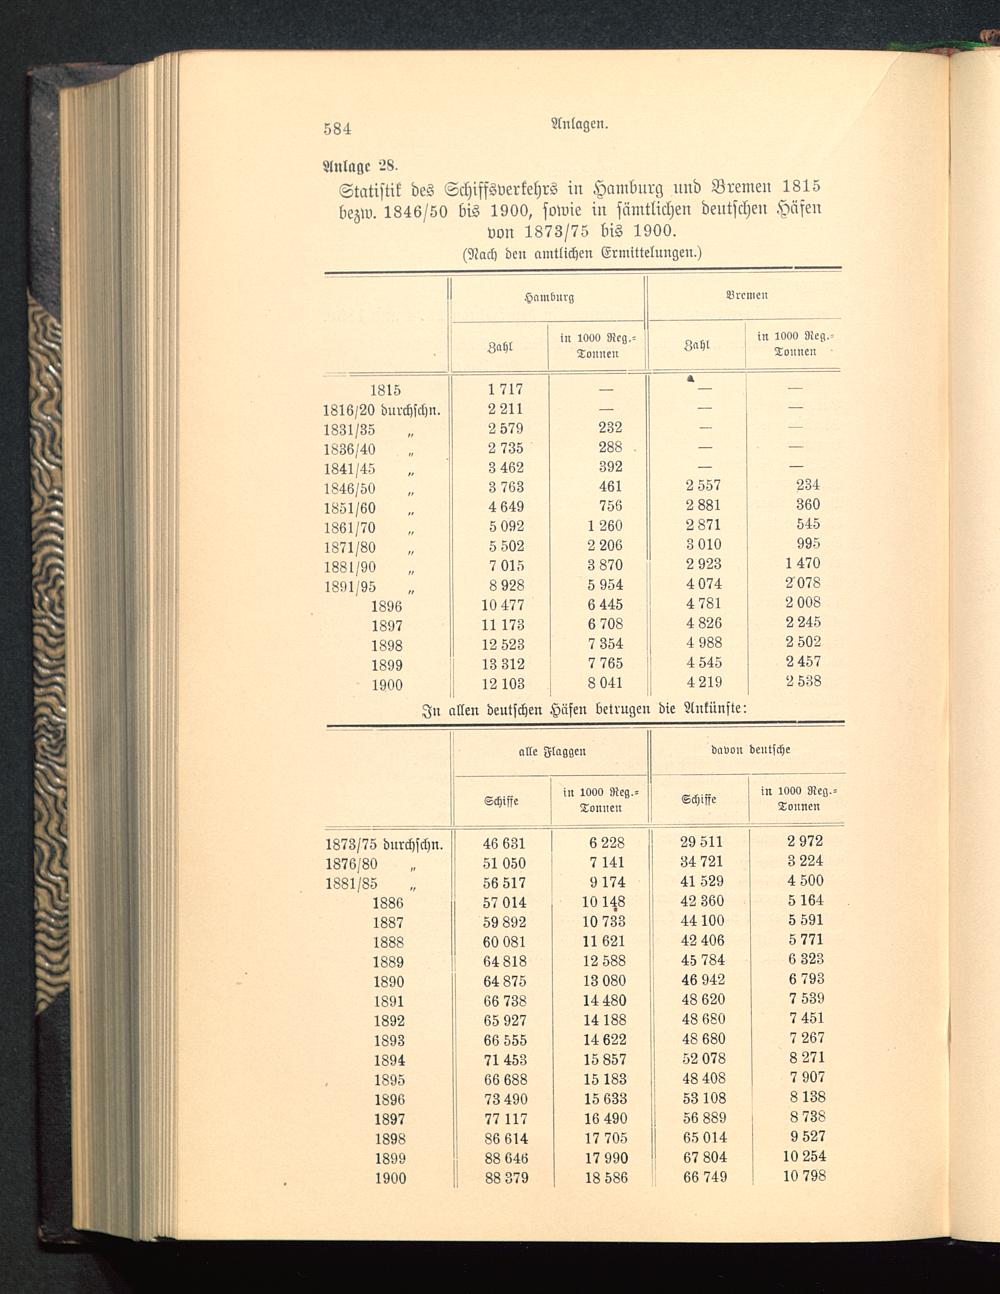 584 Anlagen.
Anlage 28.
Statistik des Schiffsverkehrs in Hamburg und Bremen 1815
bezw. 1846/50 bis 1900, sowie in sämtlichen deutschen Häfen
von 1873/75 bis 1900.
(Nach den amtlichen Ermittelungen.)
Hamburg Bremen
Zahl in 1000 Reg.= Zahl in 1000 Reg.=
Tonnen Tonnen
1815 1 717 — — —
1816/20 durchschn. 2 211 — — —
1831/35 „ 2 579 232 — —
1836/40 „ 2 735 288 — —
1841/45 „ 3 462 392 — —
1846/50 „ 3 763 461 2 557 234
1851/60 „ 4 649 756 2 881 360
1861/70 „ 5 092 1 260 2 871 545
1871/80 „ 5 502 2 206 3 010 995
1881/90 „ 7 015 3 870 2 923 1 470
1891/95 „ 8 928 5 954 4 074 2 078
1896 10 477 6 445 4 781 2 008
1897 11 173 6 708 4 826 2 245
1898 12 523 7 354 4 988 2 502
1899 13 312 7 765 4 545 2 457
1900 12 103 8 041 4 219 2 538
In allen deutschen Häfen betrugen die Ankünfte:
alle Flaggen davon deutsche
Schiffe in 1000 Reg.= Schiffe in 1000 Reg.=
Tonnen Tonnen
1873/75 durchschn. 46 631 6 228 29 511 2 972
1876/80 „ 51 050 7 141 34 721 3 224
1881/85 „ 56 517 9 174 41 529 4 500
1886 57 014 10 148 42 360 5 164
1887 59 892 10 733 44 100 5 591
1888 60 081 11 621 42 406 5 771
1889 64 818 12 588 45 784 6 323
1890 64 875 13 080 46 942 6 793
1891 66 738 14 480 48 620 7 539
1892 65 927 14 188 48 680 7 451
1893 66 555 14 622 48 680 7 267
1894 71 453 15 857 52 078 8 271
1895 66 688 15 183 48 408 7 907
1896 73 490 15 633 53 108 8 138
1897 77 117 16 490 56 889 8 738
1898 86 614 17 705 65 014 9 527
1899 88 646 17 990 67 804 10 254
1900 88 379 18 586 66 749 10 798